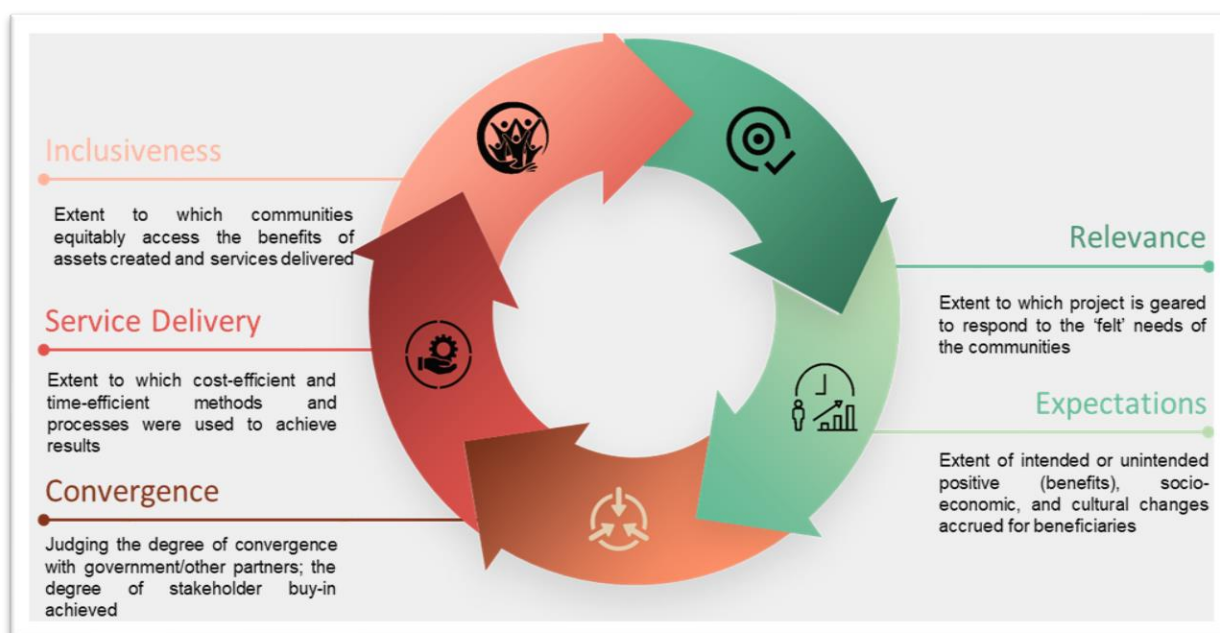 Inclusiveness
Extent to which communities
equitably access the benefits of
assets created and services delivered
Service Delivery
Extent to which cost-efficient and
time-efficient methods and
processes were used to achieve
results
Convergence
Judging the degree of convergence
with government/other partners; the
degree of stakeholder buy-in
achieved
Relevance
Extent to which project is geared
to respond to the ‘felt’ needs of
the communities
Expectations
Extent of intended or unintended
positive (benefits), socio-
economic, and cultural changes
accrued for beneficiaries